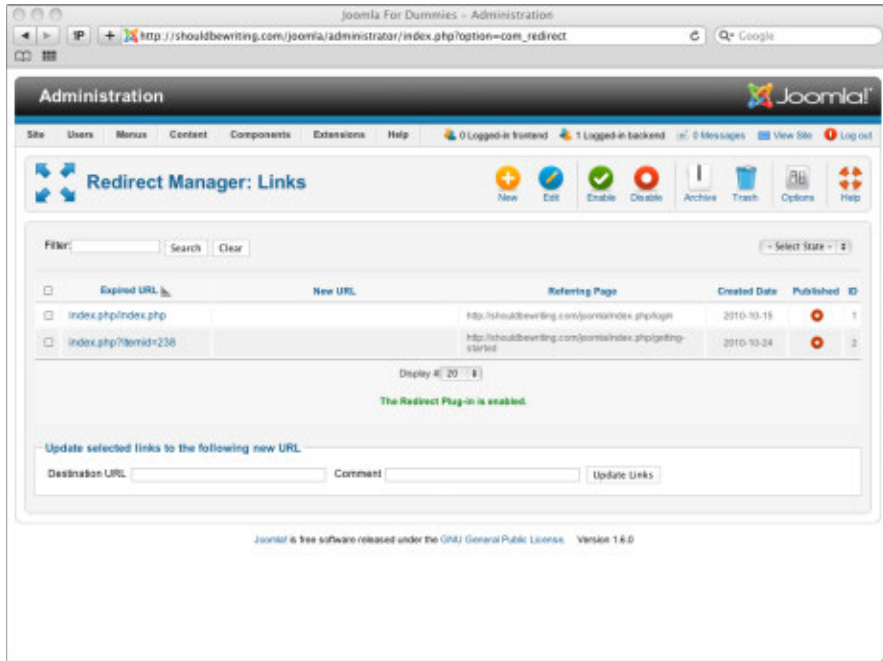 Joomla For Dummies - Administration
http://shouldbewriting.com/joomla/administrator/index.php?option=com_redirect
Google
Administration
Joomla!
Site Users Menus Content Components Extensions Help 0 Logged-in frontend 1 Logged-in backend 0 Messages View Site Log out
Redirect Manager: Links
New Edit Enable Disable Archive Trash Options Help
Filter: Search Clear - Select State -
Expired URL New URL Referring Page Created Date Published ID
index.php/index.php http://shouldbewriting.com/joomla/index.php/login 2010-10-15 1
index.php?Itemid=238 http://shouldbewriting.com/joomla/index.php/getting-
started 2010-10-24 2
Display # 20
The Redirect Plug-in is enabled.
Update selected links to the following new URL
Destination URL Comment Update Links
Joomla! is free software released under the GNU General Public License. Version 1.6.0